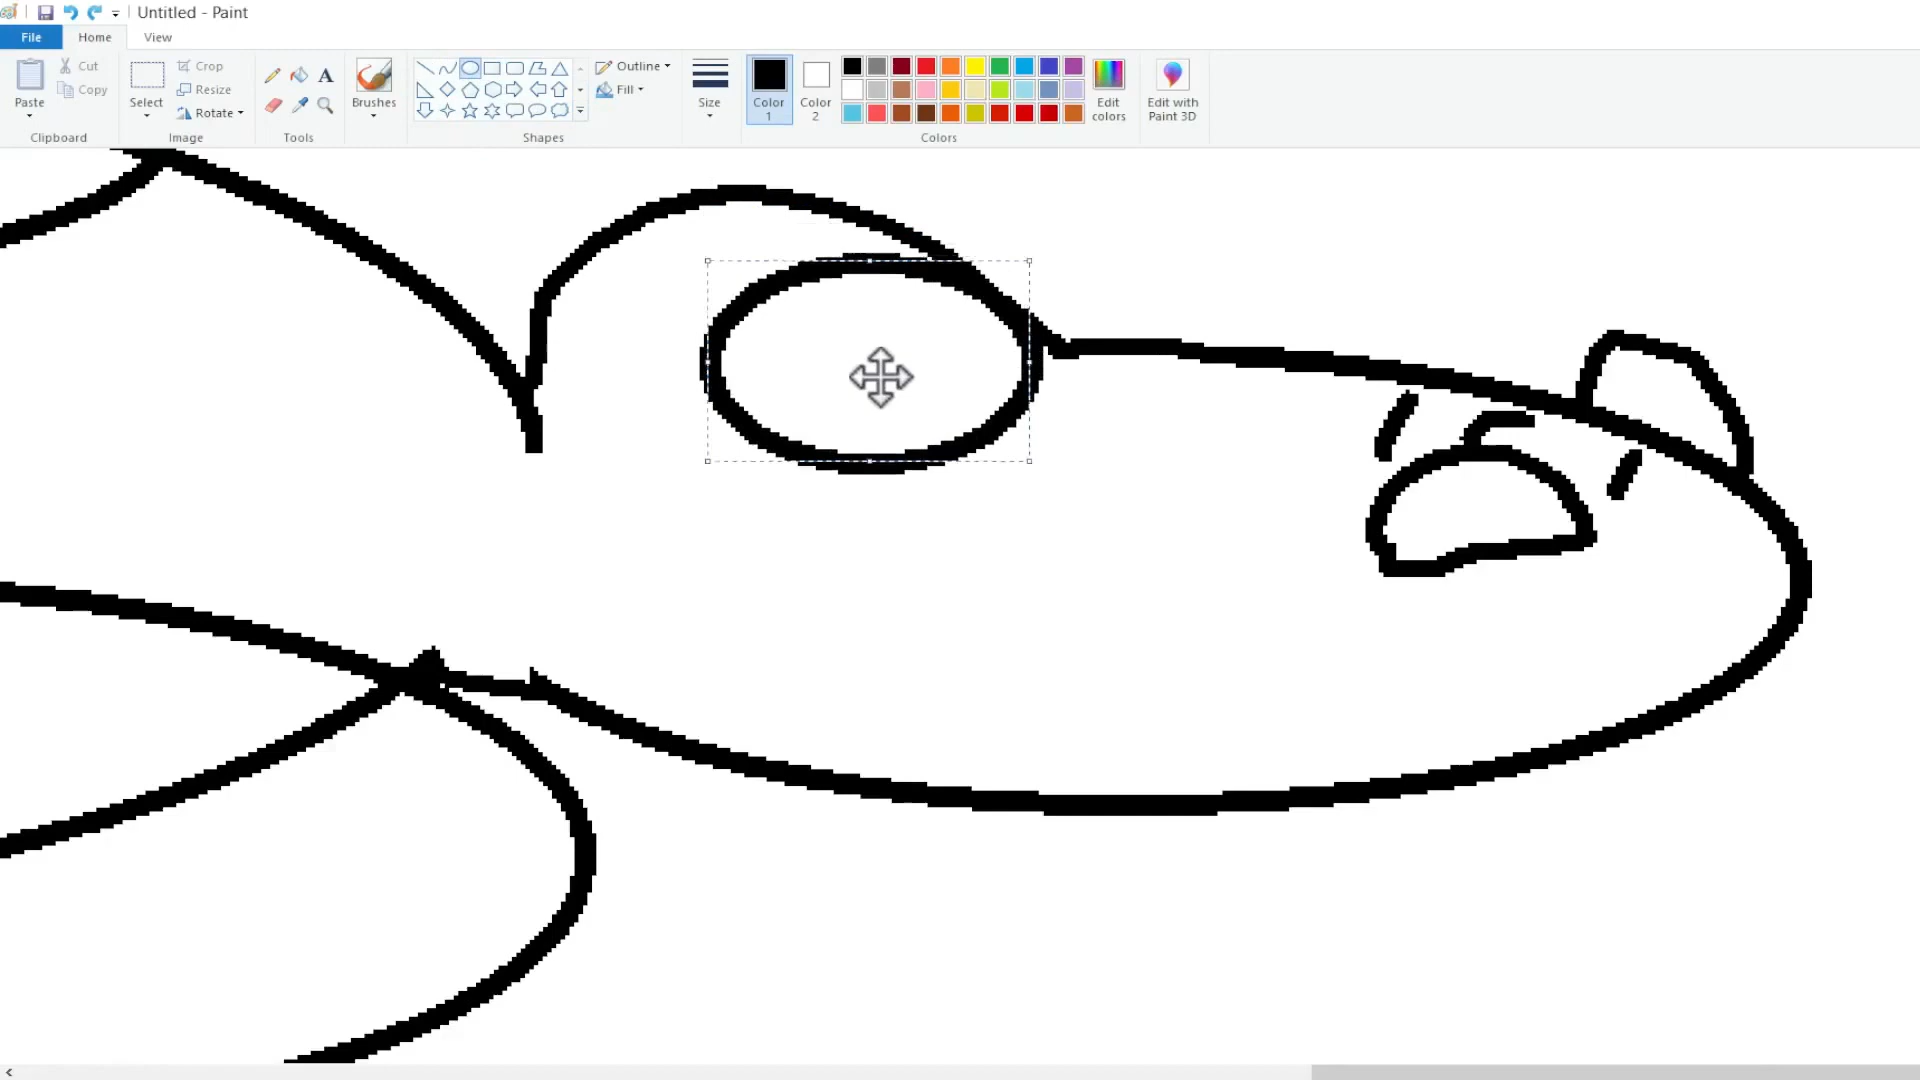 Untitled - Paint
File Home View
Paste
Cut
Copy
Clipboard
Select
Crop
Resize
Rotate
Image
A
Tools
Brushes
Shapes
Outline
Fill
Size
Color 1
Color 2
Colors
Edit colors
Edit with Paint 3D